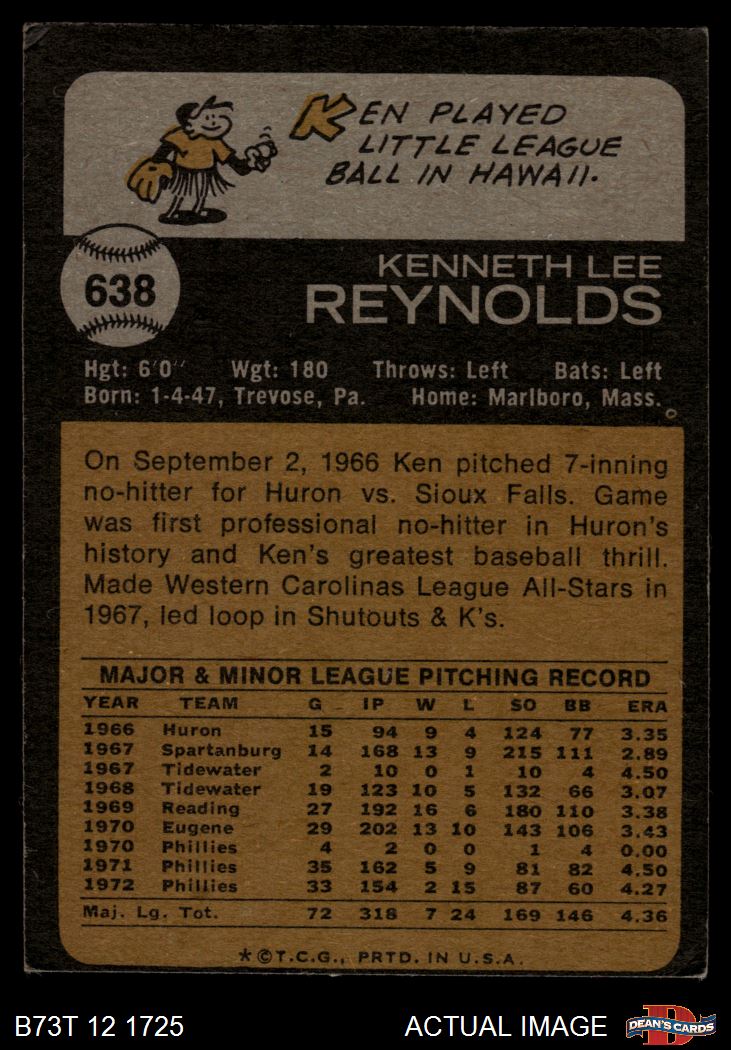 KEN PLAYED
LITTLE LEAGUE
BALL IN HAWAII.
638
KENNETH LEE
REYNOLDS
Hgt: 6'0" Wgt: 180 Throws: Left Bats: Left
Born: 1-4-47, Trevose, Pa. Home: Marlboro, Mass.
On September 2, 1966 Ken pitched 7-inning
no-hitter for Huron vs. Sioux Falls. Game
was first professional no-hitter in Huron's
history and Ken's greatest baseball thrill.
Made Western Carolinas League All-Stars in
1967, led loop in Shutouts & K's.
MAJOR & MINOR LEAGUE PITCHING RECORD
YEAR TEAM G IP W L SO BB ERA
1966 Huron 15 94 9 4 124 77 3.35
1967 Spartanburg 14 168 13 9 215 111 2.89
1967 Tidewater 2 10 0 1 10 4 4.50
1968 Tidewater 19 123 10 5 132 66 3.07
1969 Reading 27 192 16 6 180 110 3.38
1970 Eugene 29 202 13 10 143 106 3.43
1970 Phillies 4 2 0 0 1 4 0.00
1971 Phillies 35 162 5 9 81 82 4.50
1972 Phillies 33 154 2 15 87 60 4.27
Maj. Lg. Tot. 72 318 7 24 169 146 4.36
*©T.C.G., PRTD. IN U.S.A.
B73T 12 1725 ACTUAL IMAGE DEAN'S CARDS